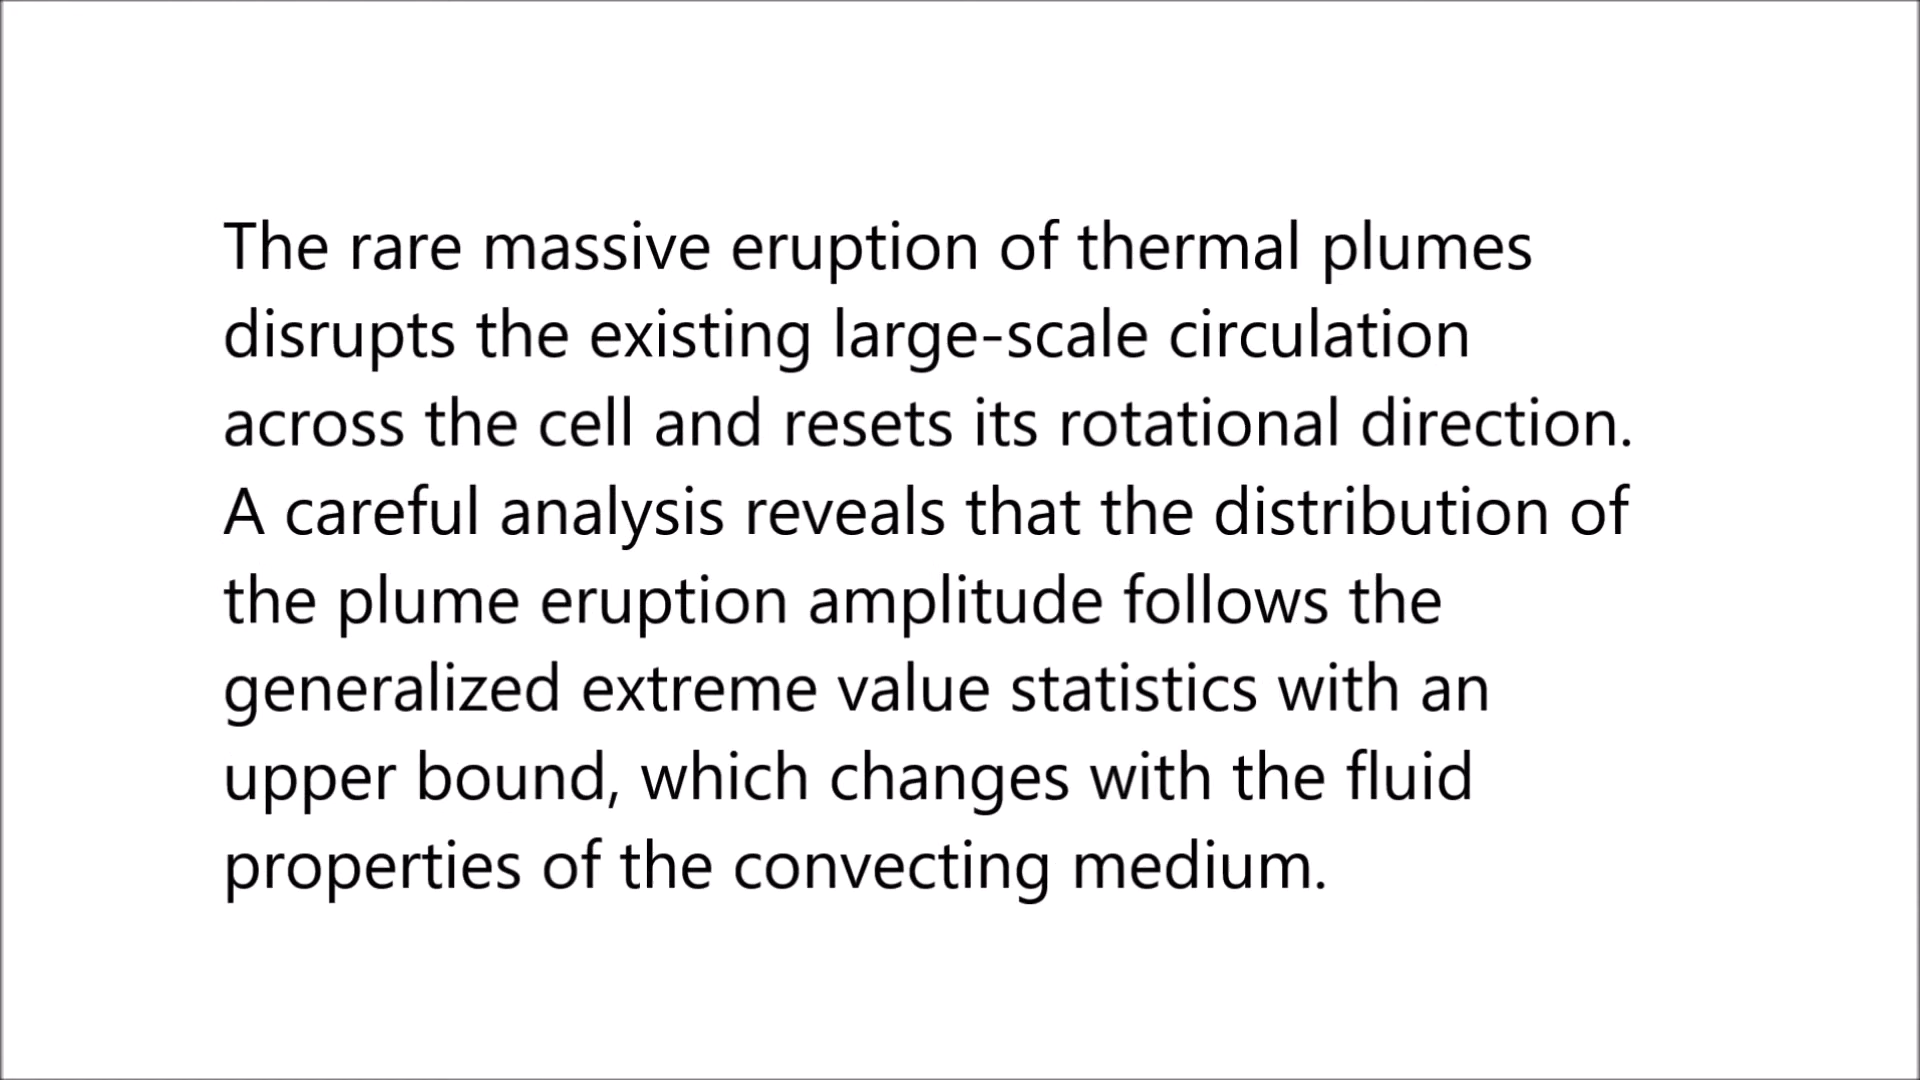 The rare massive eruption of thermal plumes
disrupts the existing large-scale circulation
across the cell and resets its rotational direction.
A careful analysis reveals that the distribution of
the plume eruption amplitude follows the
generalized extreme value statistics with an
upper bound, which changes with the fluid
properties of the convecting medium.